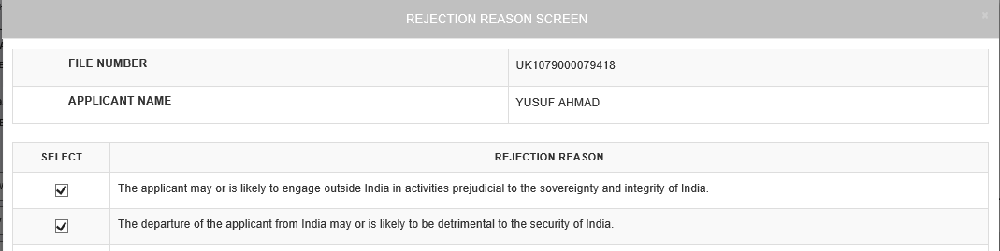 REJECTION REASON SCREEN x
FILE NUMBER UK1079000079418
APPLICANT NAME YUSUF AHMAD
SELECT REJECTION REASON
The applicant may or is likely to engage outside India in activities prejudicial to the sovereignty and integrity of India.
The departure of the applicant from India may or is likely to be detrimental to the security of India.